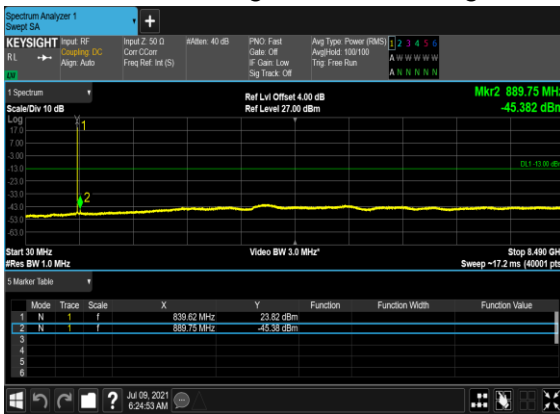 Spectrum Analyzer 1
Swept SA
KEYSIGHT Input: RF Input Z: 50 Ω #Atten: 40 dB PNO: Fast Avg Type: Power (RMS) 1 2 3 4 5 6
RL Coupling: DC Corr CCorr Gate: Off Avg|Hold: 100/100 A W W W W W
Align: Auto Freq Ref: Int (S) IF Gain: Low Trig: Free Run
Sig Track: Off A N N N N N
LV
1 Spectrum Ref Lvl Offset 4.00 dB Mkr2 889.75 MHz
Scale/Div 10 dB Ref Level 27.00 dBm -45.382 dBm
Log
17.0
7.00
-3.00
-13.0
-23.0
-33.0
-43.0
-53.0
-63.0
1
DL1 -13.00 dBm
2
Start 30 MHz Video BW 3.0 MHz* Stop 8.490 GH
#Res BW 1.0 MHz Sweep ~17.2 ms (40001 pts
5 Marker Table
Mode Trace Scale X Y Function Function Width Function Value
1 N 1 f 839.62 MHz 23.82 dBm
2 N 1 f 889.75 MHz -45.38 dBm
3
4
5
6
? Jul 09, 2021
6:24:53 AM